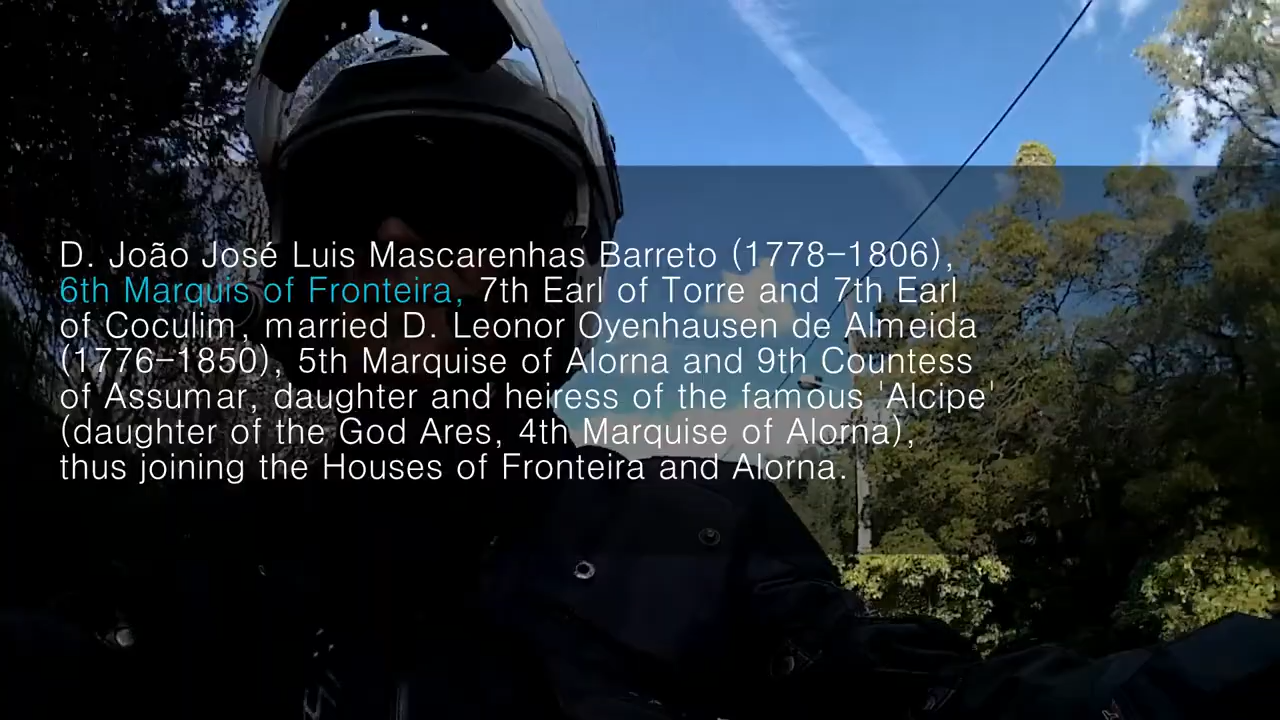 D. João José Luis Mascarenhas Barreto (1778-1806),
6th Marquis of Fronteira, 7th Earl of Torre and 7th Earl
of Coculim, married D. Leonor Oyenhausen de Almeida
(1776-1850), 5th Marquise of Alorna and 9th Countess
of Assumar, daughter and heiress of the famous 'Alcipe'
(daughter of the God Ares, 4th Marquise of Alorna),
thus joining the Houses of Fronteira and Alorna.